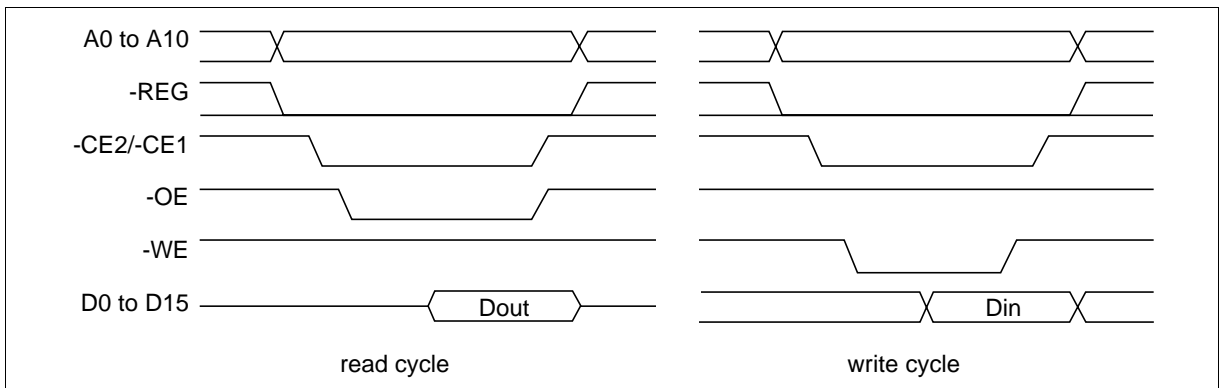 A0 to A10
-REG
-CE2/-CE1
-OE
-WE
D0 to D15 Dout Din
read cycle write cycle